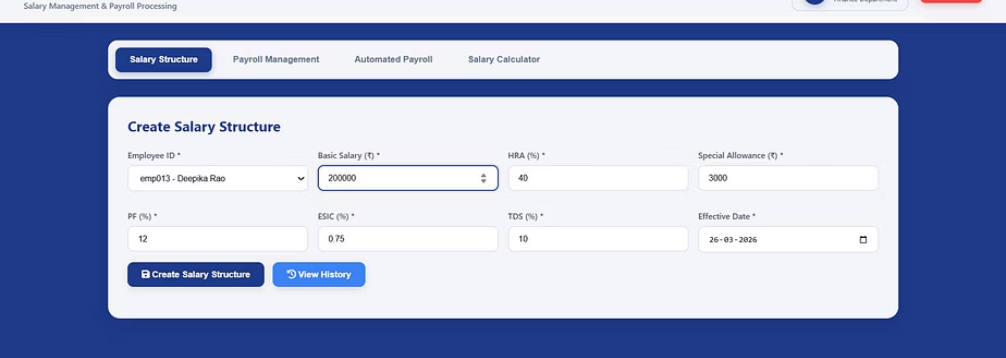 Salary Management & Payroll Processing
Finance Department
Salary Structure Payroll Management Automated Payroll Salary Calculator
Create Salary Structure
Employee ID * Basic Salary (₹) * HRA (%) * Special Allowance (₹) *
emp013 - Deepika Rao 200000 40 3000
PF (%) * ESIC (%) * TDS (%) * Effective Date *
12 0.75 10 26-03-2026
Create Salary Structure View History